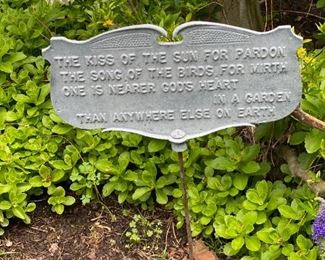 THE KISS OF THE SUN FOR PARDON
THE SONG OF THE BIRDS FOR MIRTH
ONE IS NEARER GOD'S HEART
IN A GARDEN
THAN ANYWHERE ELSE ON EARTH